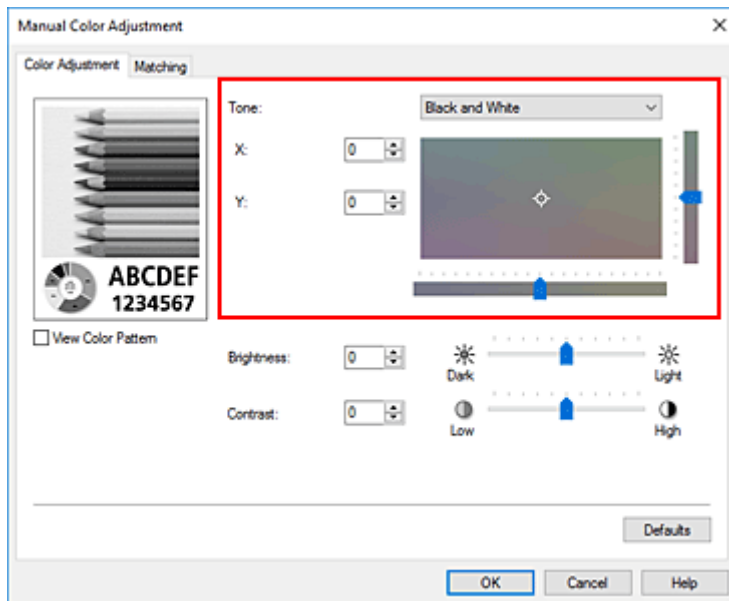 Manual Color Adjustment
Color Adjustment
Matching
Tone:
Black and White
X:
0
Y:
0
ABCDEF
1234567
View Color Pattern
Brightness:
0
Dark
Light
Contrast:
0
Low
High
Defaults
OK
Cancel
Help